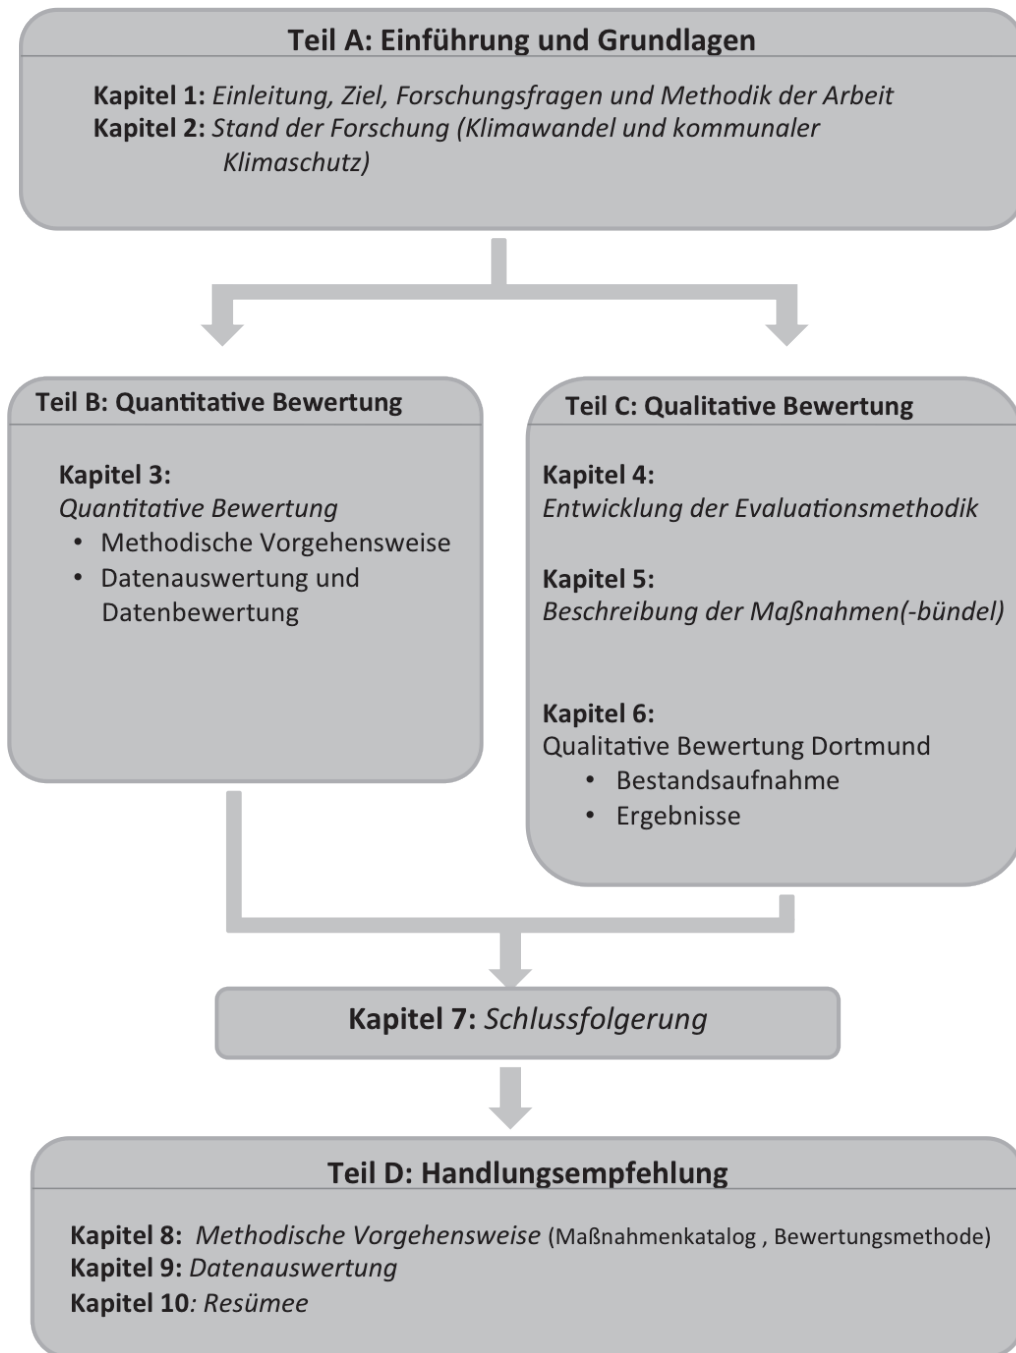 Teil A: Einführung und Grundlagen
Kapitel 1: Einleitung, Ziel, Forschungsfragen und Methodik der Arbeit
Kapitel 2: Stand der Forschung (Klimawandel und kommunaler
Klimaschutz)
Teil B: Quantitative Bewertung
Kapitel 3:
Quantitative Bewertung
• Methodische Vorgehensweise
• Datenauswertung und
Datenbewertung
Teil C: Qualitative Bewertung
Kapitel 4:
Entwicklung der Evaluationsmethodik
Kapitel 5:
Beschreibung der Maßnahmen(-bündel)
Kapitel 6:
Qualitative Bewertung Dortmund
• Bestandsaufnahme
• Ergebnisse
Kapitel 7: Schlussfolgerung
Teil D: Handlungsempfehlung
Kapitel 8: Methodische Vorgehensweise (Maßnahmenkatalog , Bewertungsmethode)
Kapitel 9: Datenauswertung
Kapitel 10: Resümee